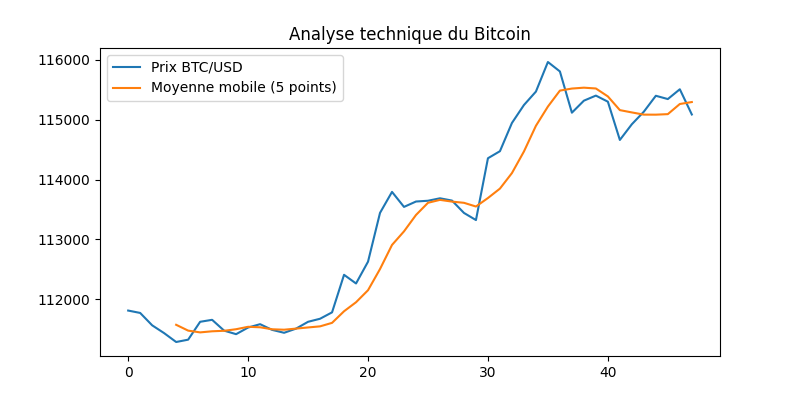 Analyse technique du Bitcoin
Prix BTC/USD
Moyenne mobile (5 points)
116000
115000
114000
113000
112000
0 10 20 30 40